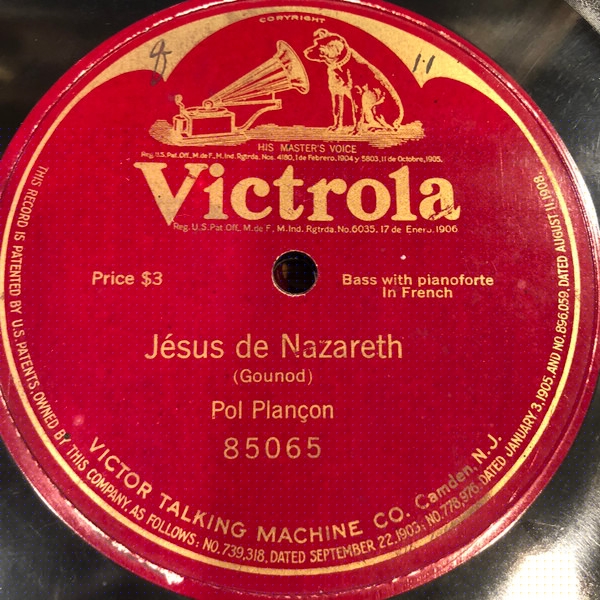 COPYRIGHT
HIS MASTER'S VOICE
Reg. U.S. Pat. Off., M. de F., M. Ind. Rgtrda. Nos. 4180, 1 de Febrero, 1904 y 5803, 11 de Octubre, 1905.
Victrola
Reg. U.S. Pat. Off., M. de F., M. Ind. Rgtrda. No. 6035, 17 de Enero, 1906
Price $3
Bass with pianoforte
In French
Jésus de Nazareth
(Gounod)
Pol Plançon
85065
VICTOR TALKING MACHINE CO. Camden, N.J.
THIS RECORD IS PATENTED BY U.S. PATENTS, OWNED BY THIS COMPANY, AS FOLLOWS: NO. 739,318, DATED SEPTEMBER 22, 1903; NO. 778,976, DATED JANUARY 3, 1905, AND NO. 896,059, DATED AUGUST 11, 1908.